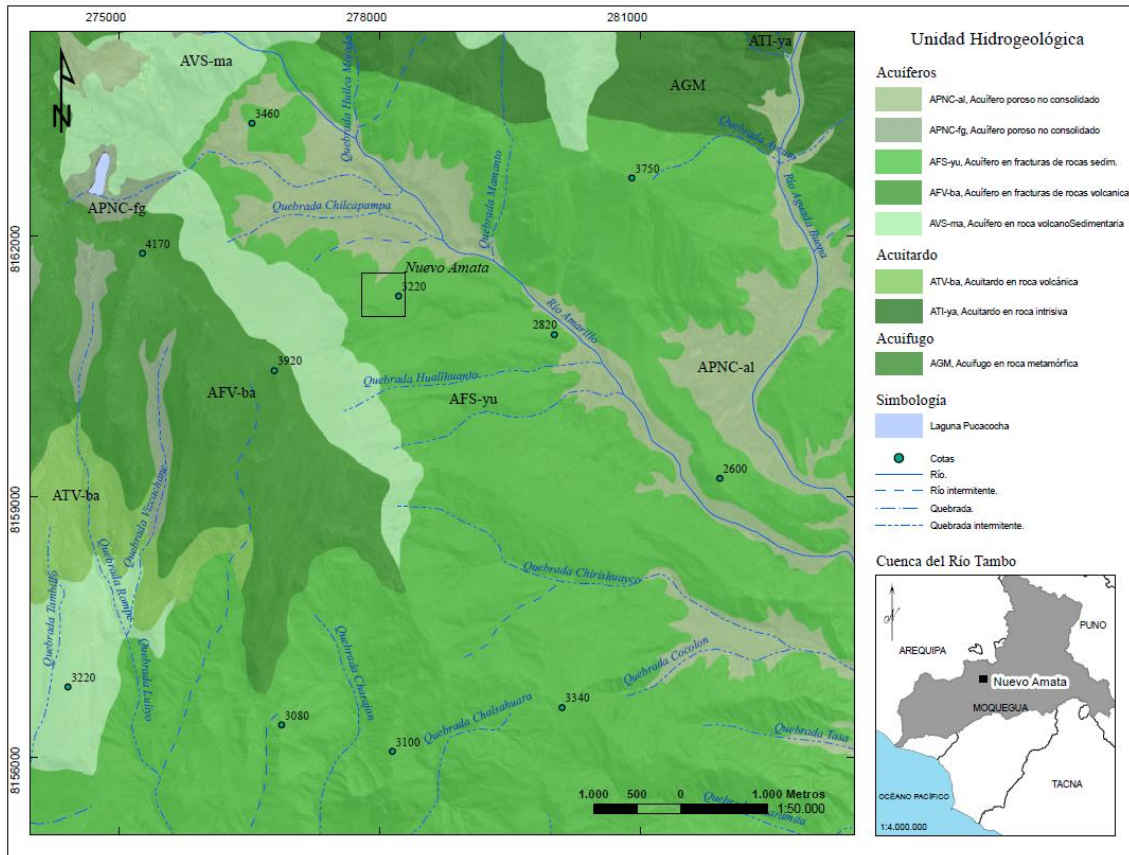 275000
278000
281000
8162000
8159000
8156000
N
AVS-ma
Quebrada Huilca
ATI-ya
AGM
3460
3750
Quebrada
Río Aguada Buena
Quebrada Mamanto
Quebrada Chilcapampa
APNC-fg
4170
Nuevo Amata
3220
2820
Río Amarillo
3920
Quebrada Huallhuanto
APNC-al
AFV-ba
AFS-yu
2600
ATV-ba
Quebrada Vizcachane
Quebrada Tambillo
Quebrada Rompe
Quebrada Chirishuayco
Quebrada
Quebrada Charajon
Quebrada Cocolon
3220
3340
3080
Quebrada Chalsahuara
3100
Quebrada Tasa
1.000 500 0 1.000 Metros
1:50.000
Unidad Hidrogeológica
Acuíferos
APNC-al, Acuífero poroso no consolidado
APNC-fg, Acuífero poroso no consolidado
AFS-yu, Acuífero en fracturas de rocas sedim.
AFV-ba, Acuífero en fracturas de rocas volcanica
AVS-ma, Acuífero en roca volcanoSedimentaria
Acuitardo
ATV-ba, Acuitardo en roca volcánica
ATI-ya, Acuitardo en roca intrisiva
Acuifugo
AGM, Acuifugo en roca metamórfica
Simbología
Laguna Pucacocha
Cotas
Río.
Río intermitente.
Quebrada.
Quebrada intermitente.
Cuenca del Río Tambo
N
PUNO
AREQUIPA
Nuevo Amata
MOQUEGUA
TACNA
OCÉANO PACÍFICO
1:4.000.000